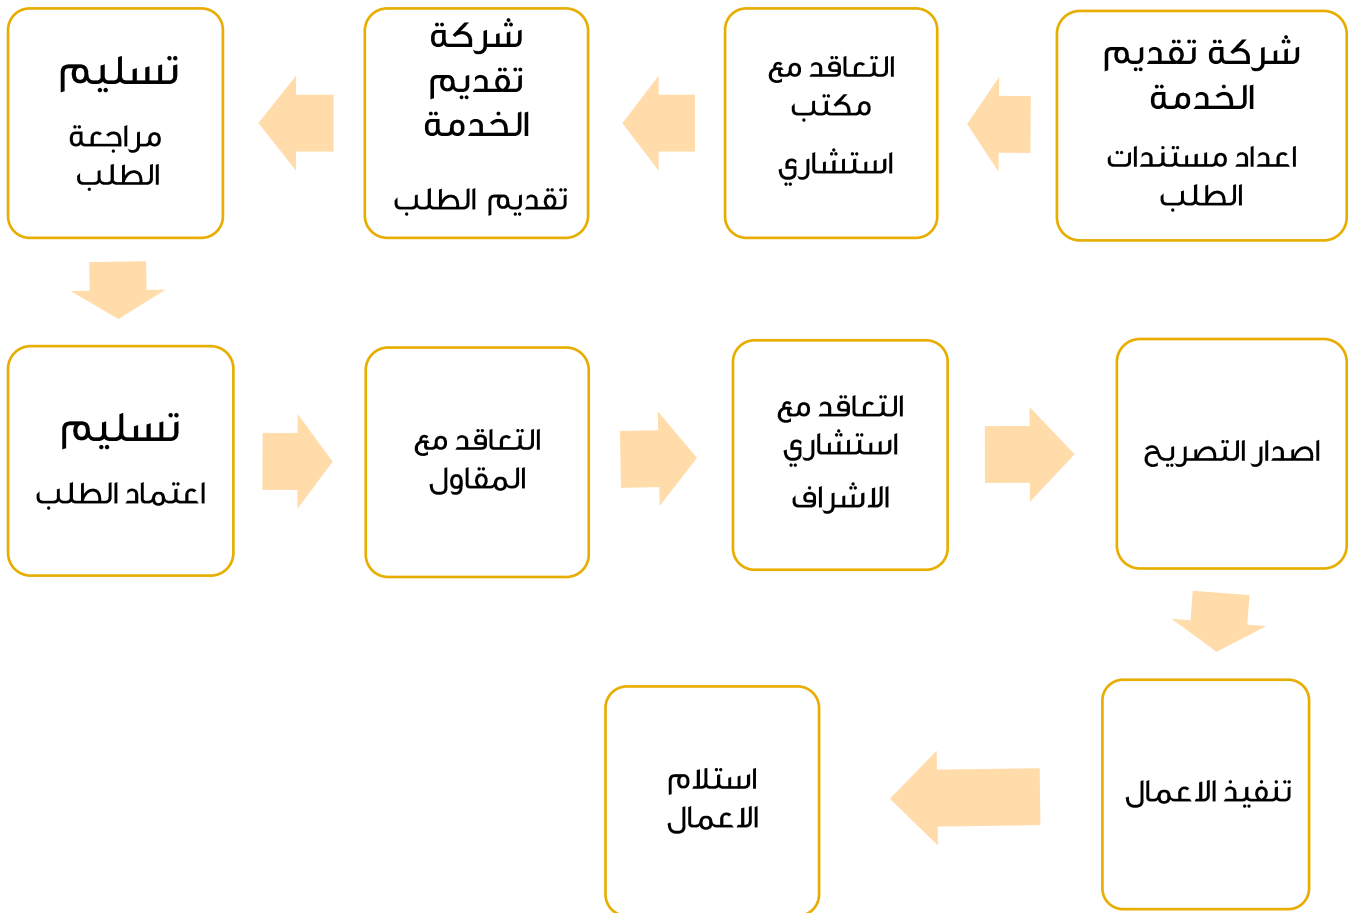 شركة تقديم
الخدمة
اعداد مستندات
الطلب
التعاقد مع
مكتب
استشاري
شركة
تقديم
الخدمة
تقديم الطلب
تسليم
مراجعة
الطلب
تسليم
اعتماد الطلب
التعاقد مع
المقاول
التعاقد مع
استشاري
الاشراف
اصدار التصريح
تنفيذ الاعمال
استلام
الاعمال